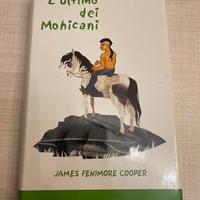 L'ultimo
dei
Mohicani
JAMES FENIMORE COOPER